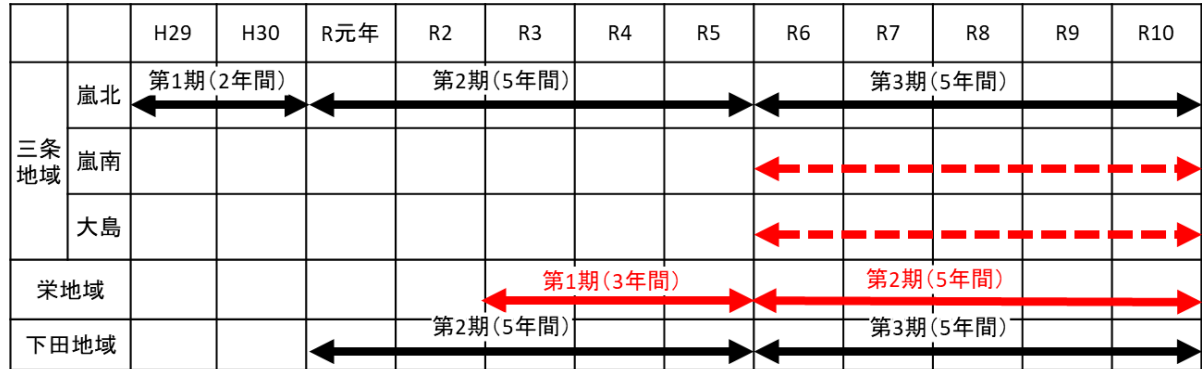 H29 H30 R元年 R2 R3 R4 R5 R6 R7 R8 R9 R10
三条地域
嵐北 第1期(2年間) 第2期(5年間) 第3期(5年間)
嵐南
大島
栄地域 第1期(3年間) 第2期(5年間)
下田地域 第2期(5年間) 第3期(5年間)